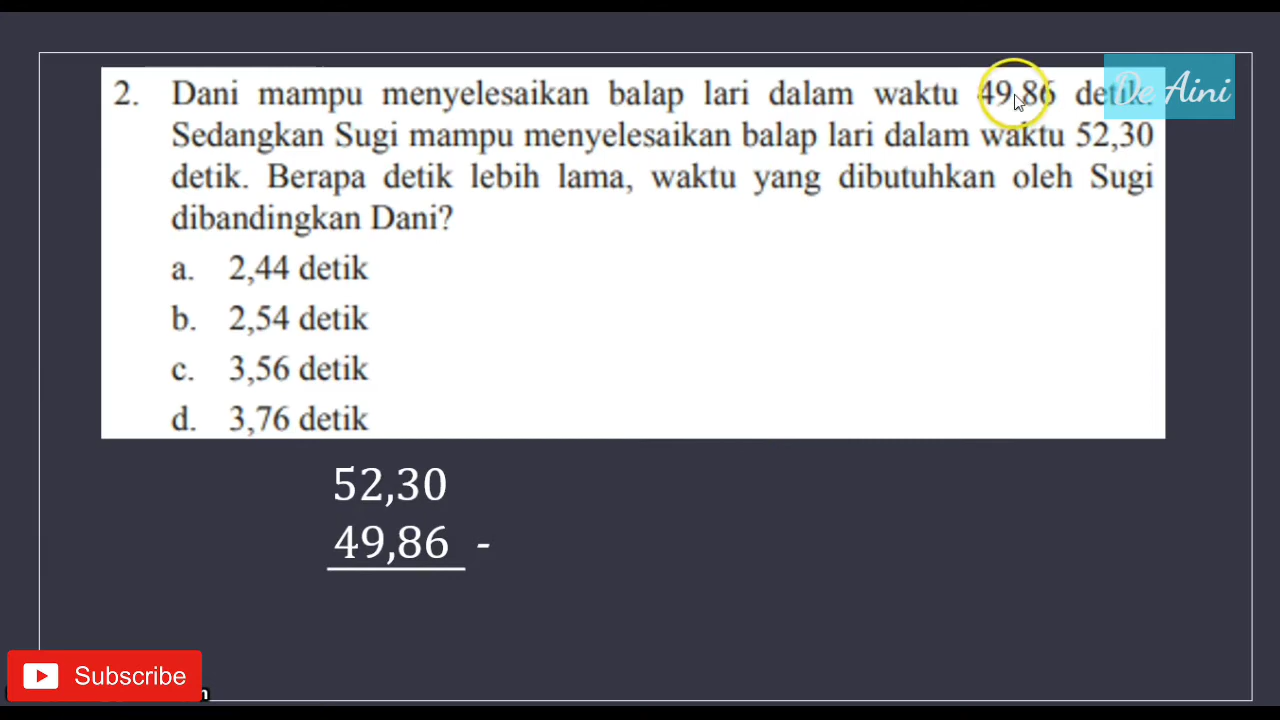 2. Dani mampu menyelesaikan balap lari dalam waktu 49,86 detik.
De Aini
Sedangkan Sugi mampu menyelesaikan balap lari dalam waktu 52,30
detik. Berapa detik lebih lama, waktu yang dibutuhkan oleh Sugi
dibandingkan Dani?
a. 2,44 detik
b. 2,54 detik
c. 3,56 detik
d. 3,76 detik
52,30
49,86 -
Subscribe